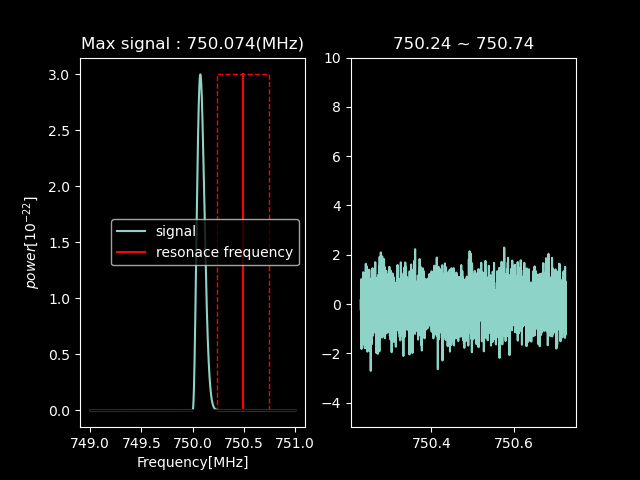 Max signal : 750.074(MHz)
750.24 ~ 750.74
3.0
2.5
2.0
1.5
1.0
0.5
0.0
power[10^{-22}]
signal
resonace frequency
749.0 749.5 750.0 750.5 751.0
Frequency[MHz]
10
8
6
4
2
0
−2
−4
750.4 750.6